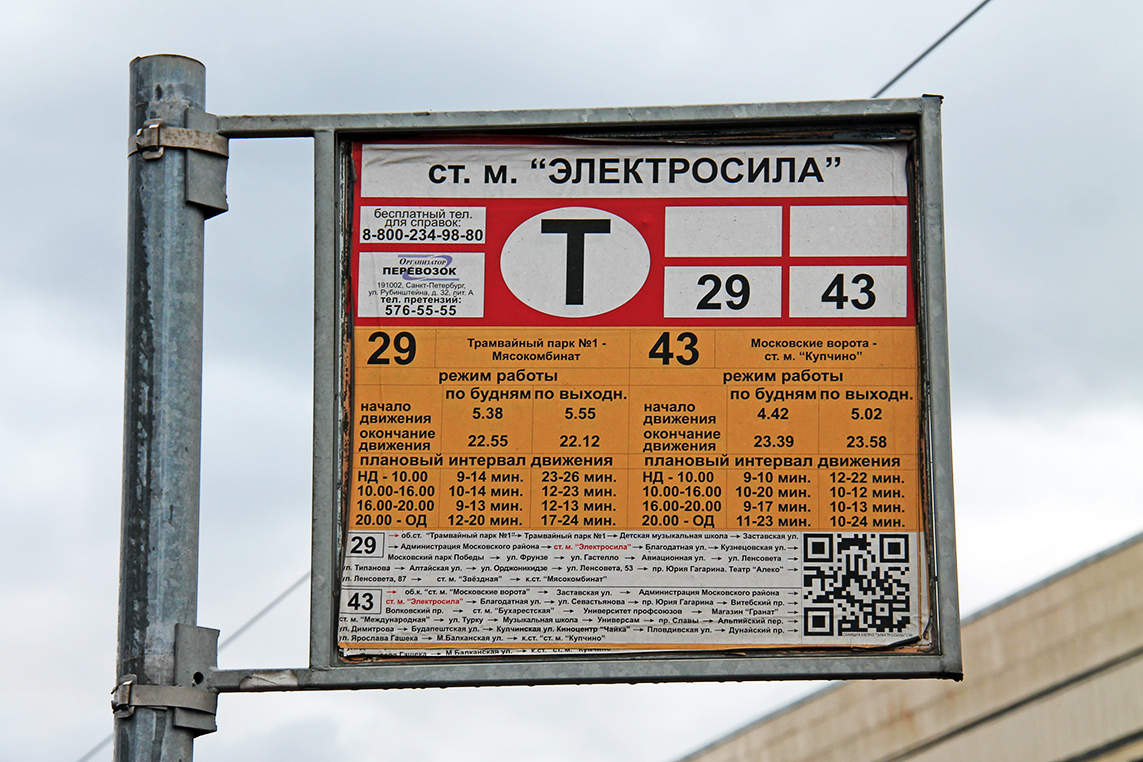 ст. м. “ЭЛЕКТРОСИЛА”
бесплатный тел.
для справок:
8-800-234-98-80
Организатор
ПЕРЕВОЗОК
191002, Санкт-Петербург,
ул. Рубинштейна, д. 32, лит. А
тел. претензий:
576-55-55
Т
29 43
29 Трамвайный парк №1 -
Мясокомбинат
режим работы
по будням по выходн.
начало
движения 5.38 5.55
окончание
движения 22.55 22.12
плановый интервал движения
НД - 10.00 9-14 мин. 23-26 мин.
10.00-16.00 10-14 мин. 12-23 мин.
16.00-20.00 9-13 мин. 12-13 мин.
20.00 - ОД 12-20 мин. 17-24 мин.
43 Московские ворота -
ст. м. “Купчино”
режим работы
по будням по выходн.
начало
движения 4.42 5.02
окончание
движения 23.39 23.58
плановый интервал движения
НД - 10.00 9-10 мин. 12-22 мин.
10.00-16.00 10-20 мин. 10-12 мин.
16.00-20.00 9-17 мин. 10-13 мин.
20.00 - ОД 11-23 мин. 10-24 мин.
29 → об.ст. “Трамвайный парк №1” → Трамвайный парк №1 → Детская музыкальная школа → Заставская ул.
→ Администрация Московского района → ст. м “Электросила” → Благодатная ул. → Кузнецовская ул.
Московский парк Победы → ул. Фрунзе → ул. Гастелло → Авиационная ул. → ул. Ленсовета →
ул. Типанова → Алтайская ул. → ул. Орджоникидзе → ул. Ленсовета, 53 → пр. Юрия Гагарина. Театр “Алеко” →
ул. Ленсовета, 87 → ст. м “Звёздная” → к.ст. “Мясокомбинат”
43 → об.к. “ст. м “Московские ворота” → Заставская ул. → Администрация Московского района
ст. м. “Электросила” → Благодатная ул. → ул. Севастьянова → пр. Юрия Гагарина → Витебский пр. →
Волковский пр. → ст. м. “Бухарестская” → Университет профсоюзов → Магазин “Гранат” →
ст. м “Международная” → ул. Турку → Музыкальная школа → Универсам → пр. Славы → Альпийский пер. →
ул. Димитрова → Будапештская ул. → Купчинская ул. Киноцентр “Чайка” → Пловдивская ул. → Дунайский пр. →
ул. Ярослава Гашека → М.Балканская ул. → к.ст. “ст. м. “Купчино”
Гашека → М.Балканская ул. → к.ст. ст. м. “Купчино”